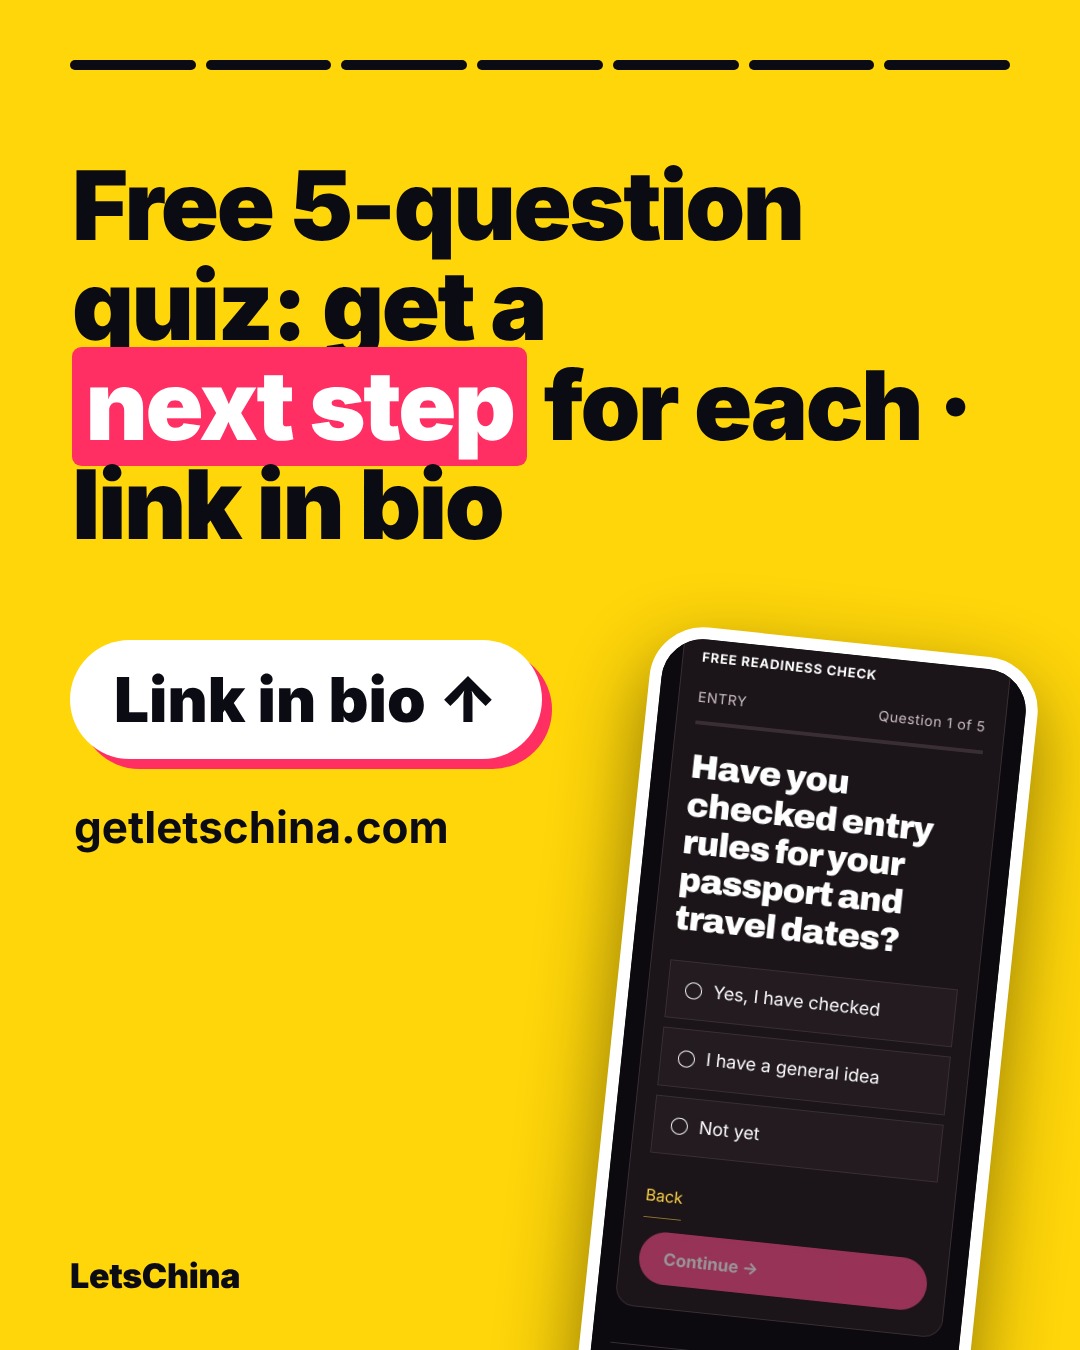 Free 5-question
quiz: get a
next step for each ·
link in bio
Link in bio ↑
getletschina.com
FREE READINESS CHECK
ENTRY
Question 1 of 5
Have you
checked entry
rules for your
passport and
travel dates?
Yes, I have checked
I have a general idea
Not yet
Back
Continue →
LetsChina